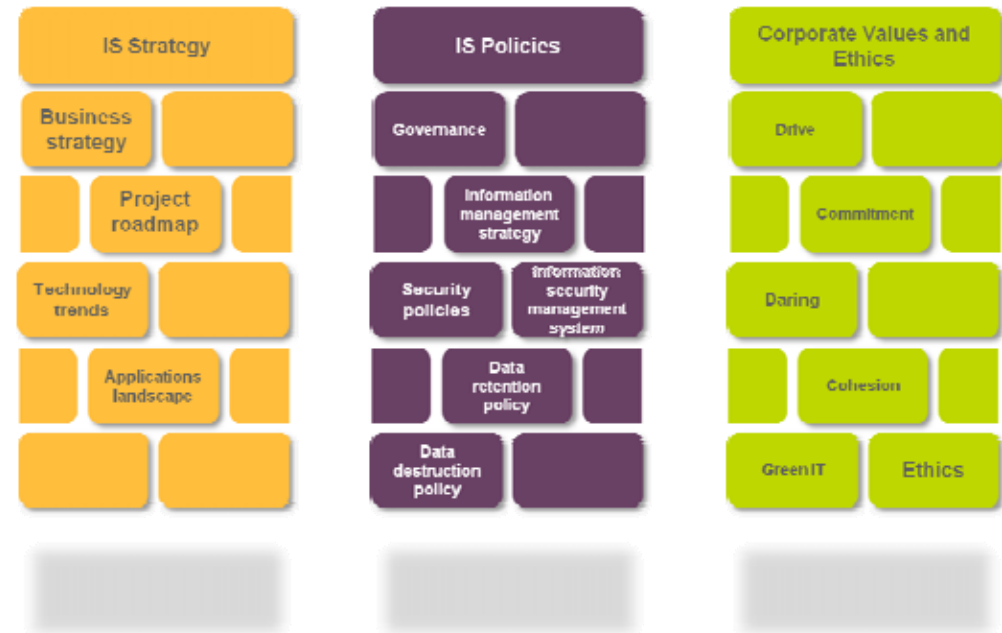 IS Strategy
Business
strategy
Project
roadmap
Technology
trends
Applications
landscape
IS Policies
Governance
Information
management
strategy
Security
policies
Information
security
management
system
Data
retention
policy
Data
destruction
policy
Corporate Values and
Ethics
Drive
Commitment
Daring
Cohesion
Green IT
Ethics